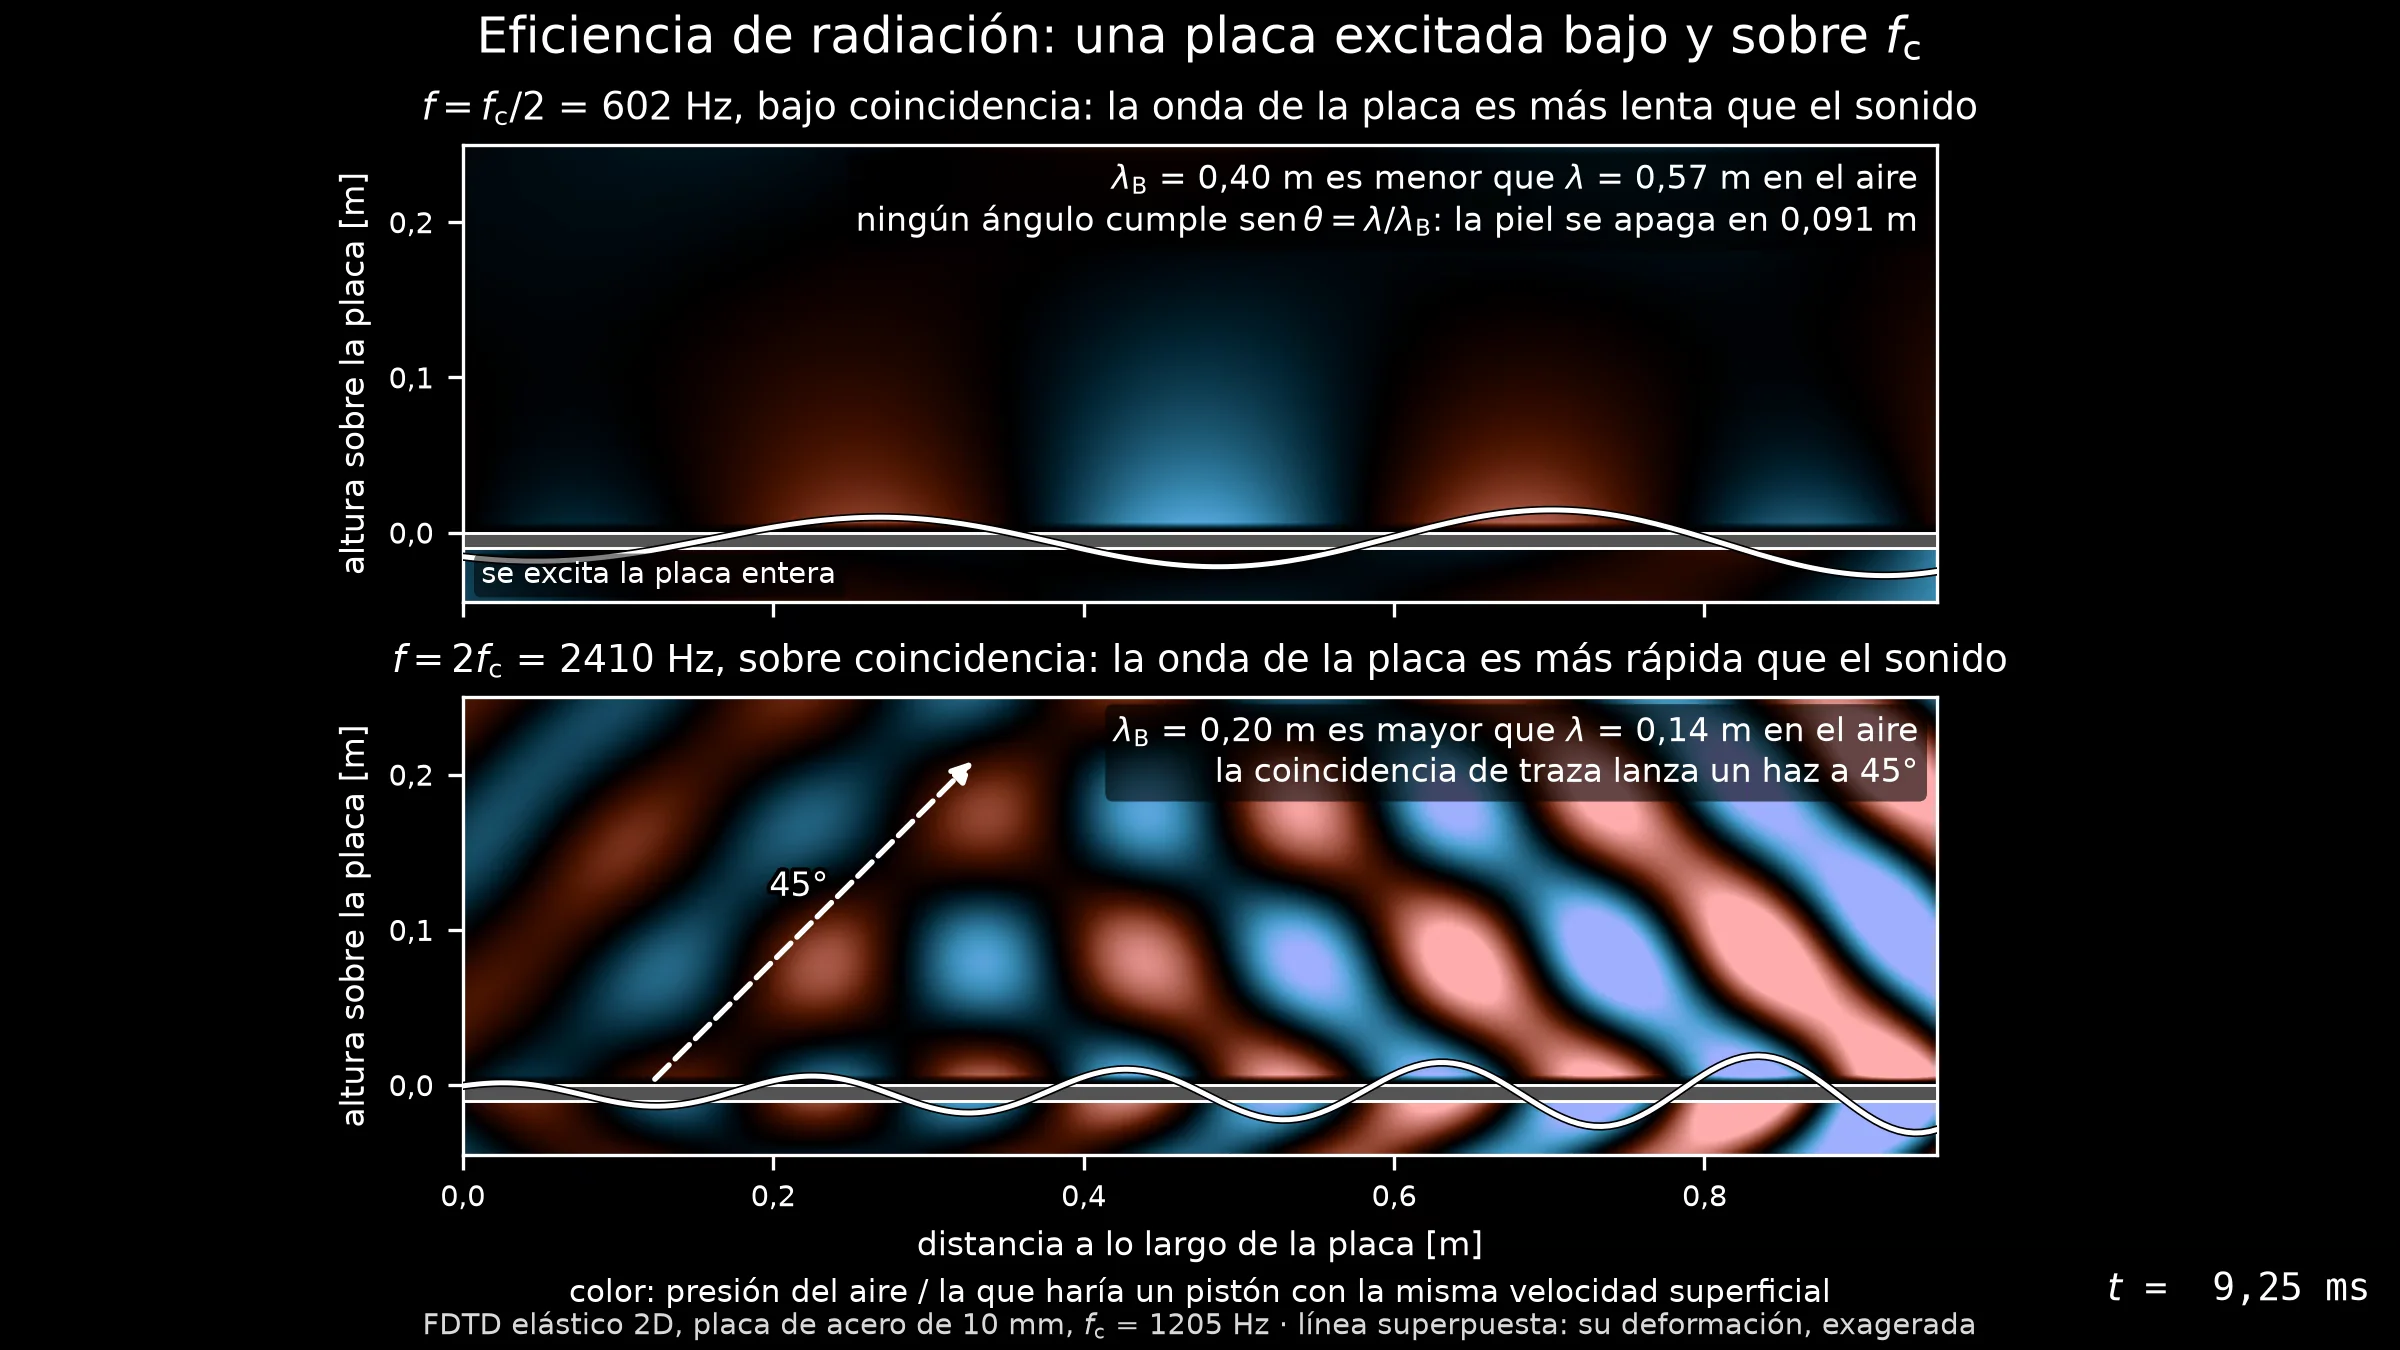 Eficiencia de radiación: una placa excitada bajo y sobre fc
f = fc/2 = 602 Hz, bajo coincidencia: la onda de la placa es más lenta que el sonido
λB = 0,40 m es menor que λ = 0,57 m en el aire
ningún ángulo cumple sen θ = λ/λB: la piel se apaga en 0,091 m
altura sobre la placa [m]
0,2
0,1
0,0
se excita la placa entera
f = 2fc = 2410 Hz, sobre coincidencia: la onda de la placa es más rápida que el sonido
λB = 0,20 m es mayor que λ = 0,14 m en el aire
la coincidencia de traza lanza un haz a 45°
altura sobre la placa [m]
0,2
45°
0,1
0,0
0,0 0,2 0,4 0,6 0,8
distancia a lo largo de la placa [m]
color: presión del aire / la que haría un pistón con la misma velocidad superficial
t = 9,25 ms
FDTD elástico 2D, placa de acero de 10 mm, fc = 1205 Hz · línea superpuesta: su deformación, exagerada